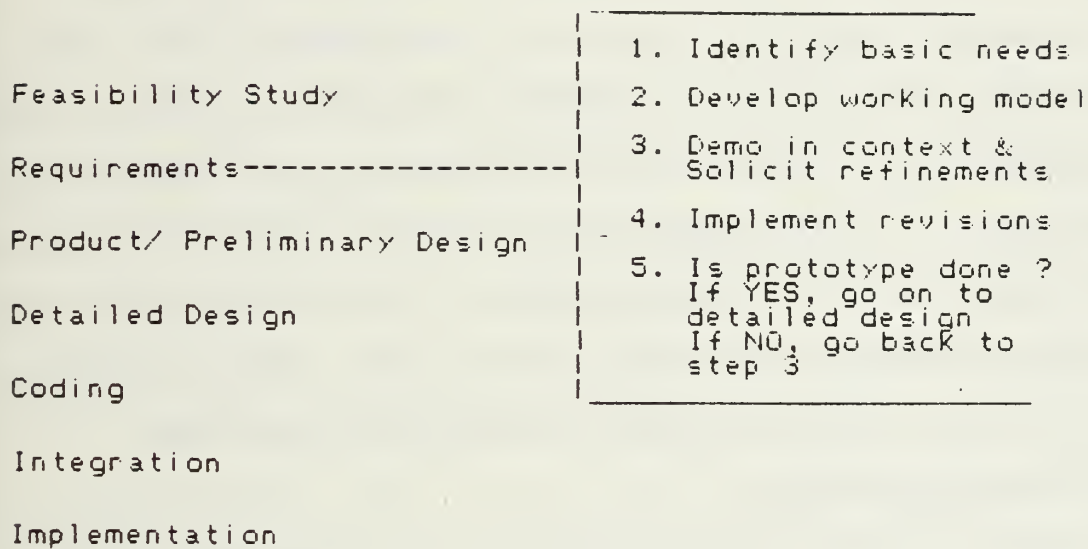 Feasibility Study
Requirements-----------------
Product/ Preliminary Design
Detailed Design
Coding
Integration
Implementation
1. Identify basic needs
2. Develop working model
3. Demo in context &
Solicit refinements
4. Implement revisions
5. Is prototype done ?
If YES, go on to
detailed design
If NO, go back to
step 3